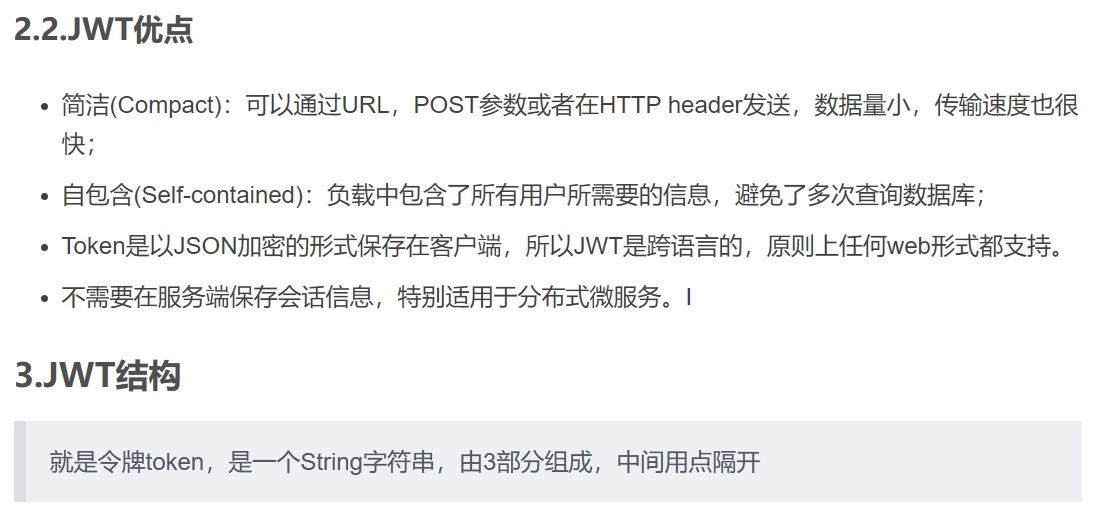 2.2.JWT优点
简洁(Compact)：可以通过URL，POST参数或者在HTTP header发送，数据量小，传输速度也很
快；
自包含(Self-contained)：负载中包含了所有用户所需要的信息，避免了多次查询数据库；
Token是以JSON加密的形式保存在客户端，所以JWT是跨语言的，原则上任何web形式都支持。
不需要在服务端保存会话信息，特别适用于分布式微服务。
3.JWT结构
就是令牌token，是一个String字符串，由3部分组成，中间用点隔开